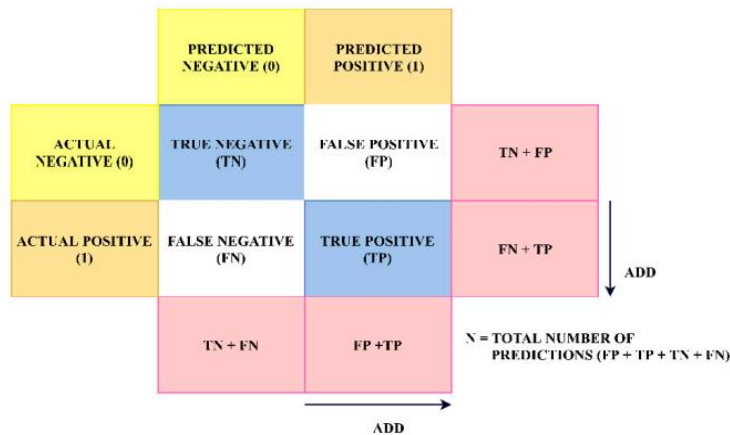 PREDICTED
NEGATIVE (0)
PREDICTED
POSITIVE (1)
ACTUAL
NEGATIVE (0)
TRUE NEGATIVE
(TN)
FALSE POSITIVE
(FP)
TN + FP
ACTUAL POSITIVE
(1)
FALSE NEGATIVE
(FN)
TRUE POSITIVE
(TP)
FN + TP
ADD
TN + FN
FP +TP
N = TOTAL NUMBER OF
PREDICTIONS (FP + TP + TN + FN)
ADD